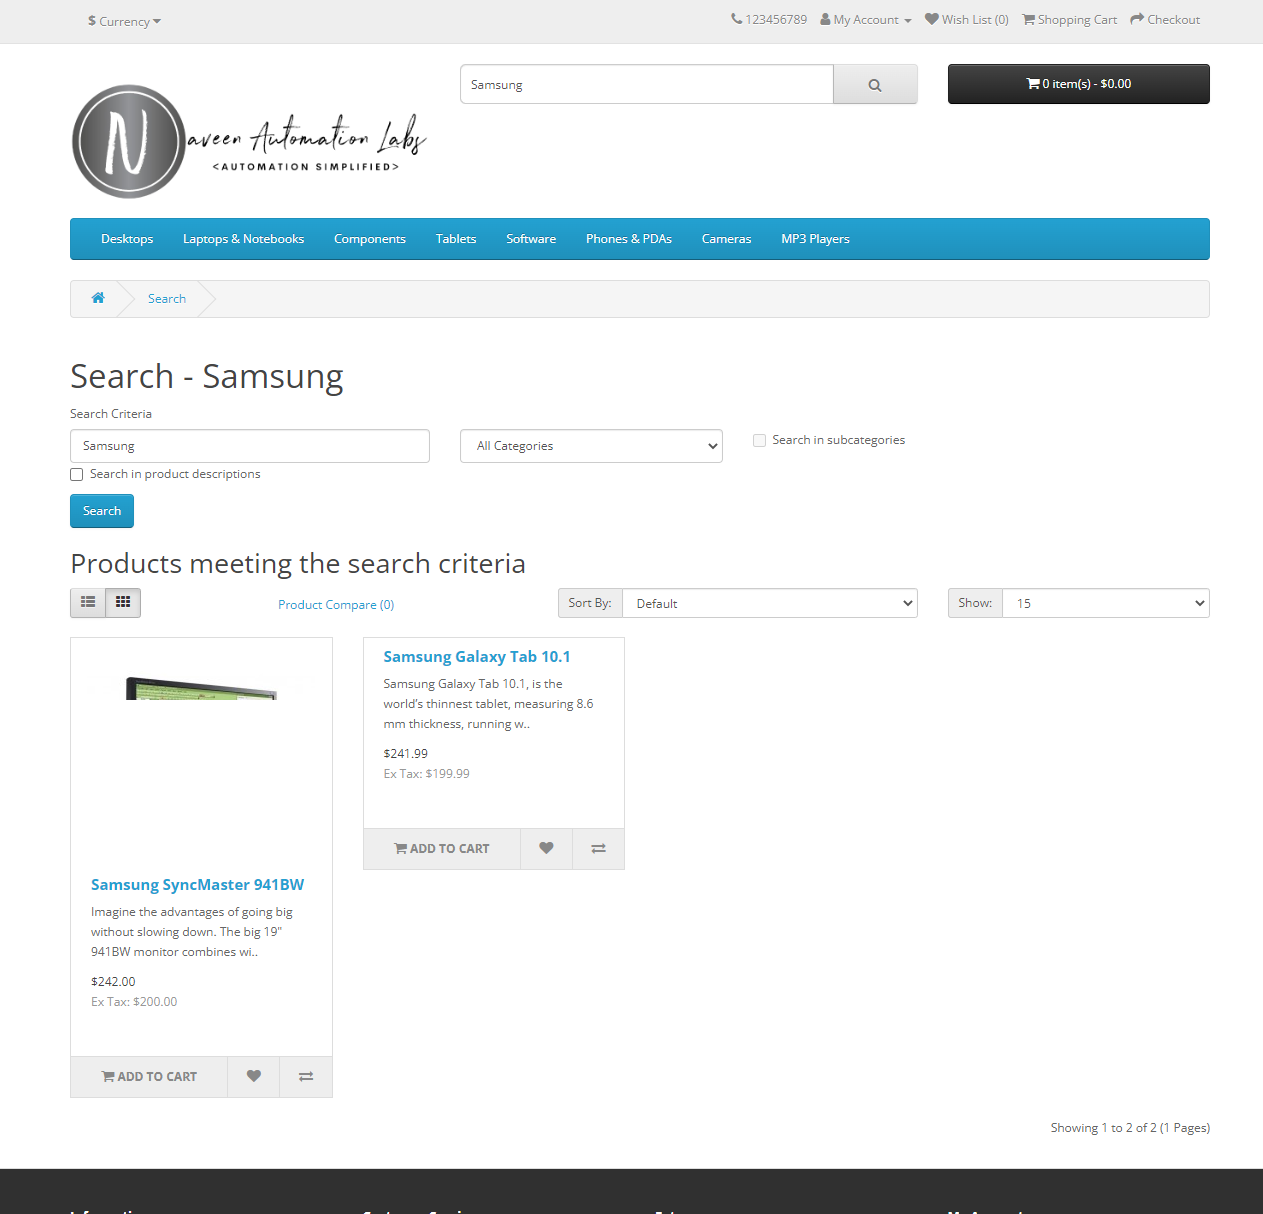 $ Currency
123456789
My Account
Wish List (0)
Shopping Cart
Checkout
N
aveen Automation Labs
<AUTOMATION SIMPLIFIED>
Samsung
0 item(s) - $0.00
Desktops
Laptops & Notebooks
Components
Tablets
Software
Phones & PDAs
Cameras
MP3 Players
Search
Search - Samsung
Search Criteria
Samsung
All Categories
Search in subcategories
Search in product descriptions
Search
Products meeting the search criteria
Product Compare (0)
Sort By:
Default
Show:
15
Samsung SyncMaster 941BW
Imagine the advantages of going big
without slowing down. The big 19"
941BW monitor combines wi..
$242.00
Ex Tax: $200.00
ADD TO CART
Samsung Galaxy Tab 10.1
Samsung Galaxy Tab 10.1, is the
world's thinnest tablet, measuring 8.6
mm thickness, running w..
$241.99
Ex Tax: $199.99
ADD TO CART
Showing 1 to 2 of 2 (1 Pages)